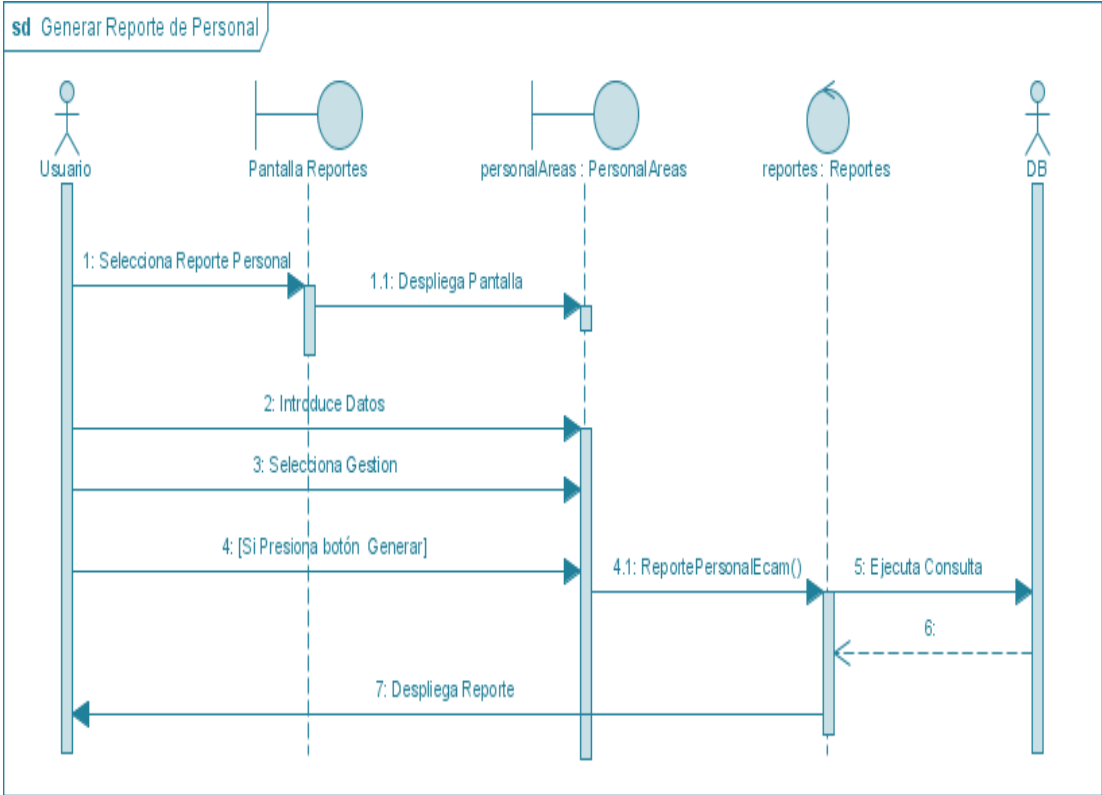 sd Generar Reporte de Personal
Usuario
Pantalla Reportes
personalAreas : PersonalAreas
reportes : Reportes
DB
1: Selecciona Reporte Personal
1.1: Despliega Pantalla
2: Introduce Datos
3: Selecciona Gestion
4: [Si Presiona botón Generar]
4.1: ReportePersonalEcam()
5: Ejecuta Consulta
6:
7: Despliega Reporte